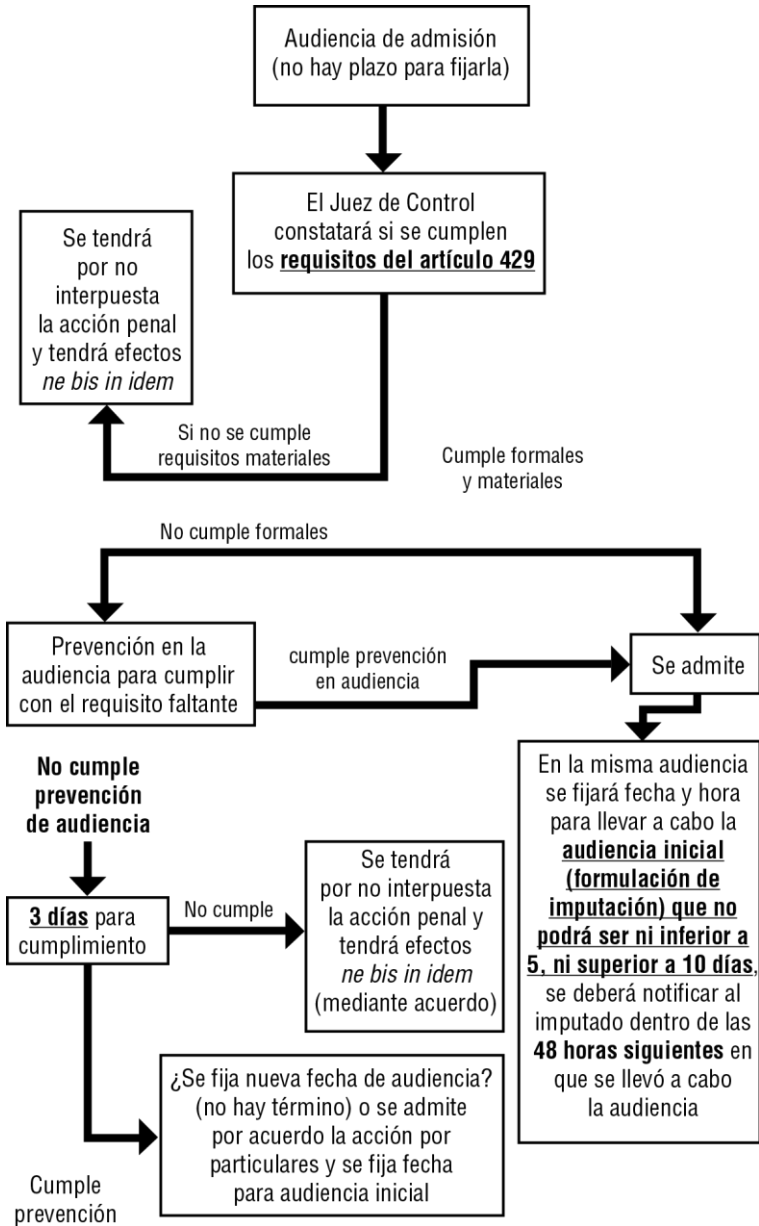 Audiencia de admisión
(no hay plazo para fijarla)
El Juez de Control
constatará si se cumplen
los requisitos del artículo 429
Se tendrá
por no
interpuesta
la acción penal
y tendrá efectos
ne bis in idem
Si no se cumple
requisitos materiales
Cumple formales
y materiales
No cumple formales
Prevención en la
audiencia para cumplir
con el requisito faltante
cumple prevención
en audiencia
Se admite
No cumple
prevención
de audiencia
3 días para
cumplimiento
No cumple
Se tendrá
por no interpuesta
la acción penal y
tendrá efectos
ne bis in idem
(mediante acuerdo)
En la misma audiencia
se fijará fecha y hora
para llevar a cabo la
audiencia inicial
(formulación de
imputación) que no
podrá ser ni inferior a
5, ni superior a 10 días,
se deberá notificar al
imputado dentro de las
48 horas siguientes en
que se llevó a cabo
la audiencia
¿Se fija nueva fecha de audiencia?
(no hay término) o se admite
por acuerdo la acción por
particulares y se fija fecha
para audiencia inicial
Cumple
prevención